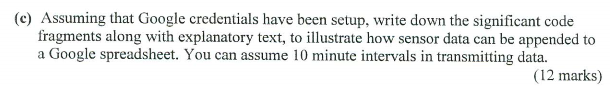 (c) Assuming that Google credentials have been setup, write down the significant code
fragments along with explanatory text, to illustrate how sensor data can be appended to
a Google spreadsheet. You can assume 10 minute intervals in transmitting data.
(12 marks)